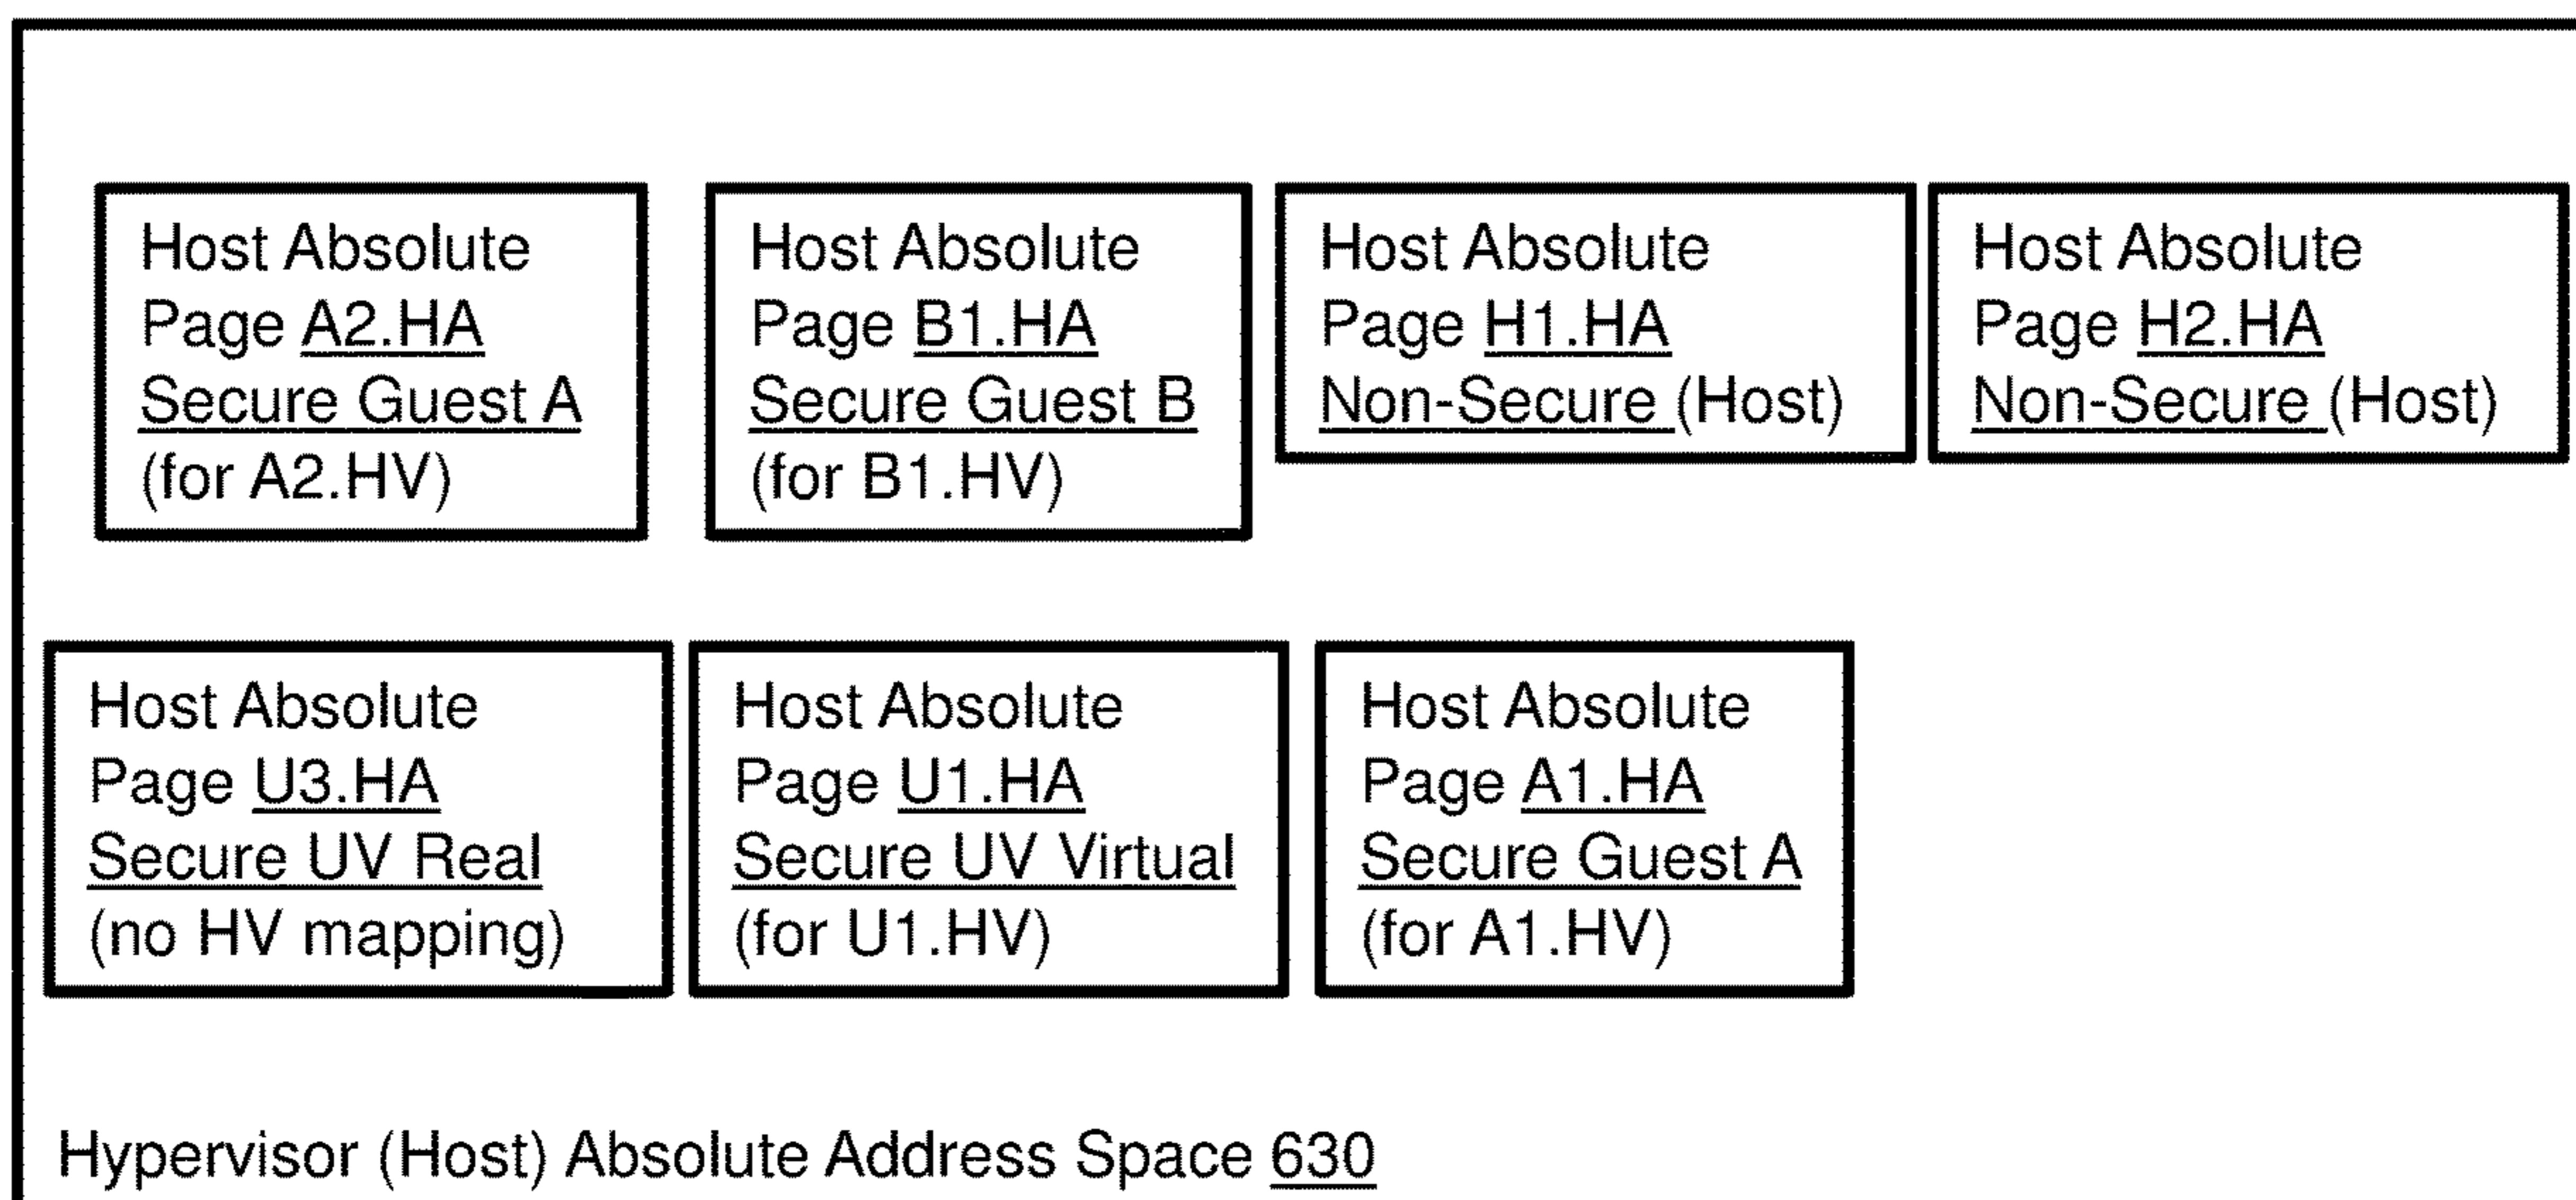 Host Absolute
Page A2.HA
Secure Guest A
(for A2.HV)
Host Absolute
Page B1.HA
Secure Guest B
(for B1.HV)
Host Absolute
Page H1.HA
Non-Secure (Host)
Host Absolute
Page H2.HA
Non-Secure (Host)
Host Absolute
Page U3.HA
Secure UV Real
(no HV mapping)
Host Absolute
Page U1.HA
Secure UV Virtual
(for U1.HV)
Host Absolute
Page A1.HA
Secure Guest A
(for A1.HV)
Hypervisor (Host) Absolute Address Space 630